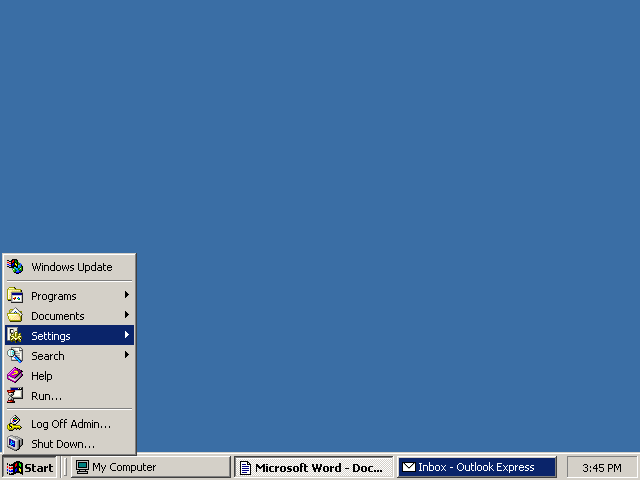 Windows Update
Programs
Documents
Settings
Search
Help
Run...
Log Off Admin...
Shut Down...
Start
My Computer
Microsoft Word - Doc...
Inbox - Outlook Express
3:45 PM